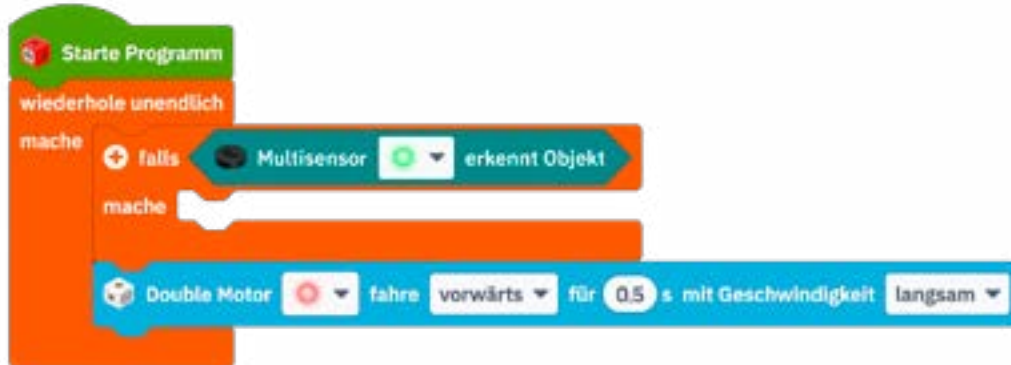 Starte Programm
wiederhole unendlich
mache
falls Multisensor erkennt Objekt
mache
Double Motor fahre vorwärts für 0.5 s mit Geschwindigkeit langsam